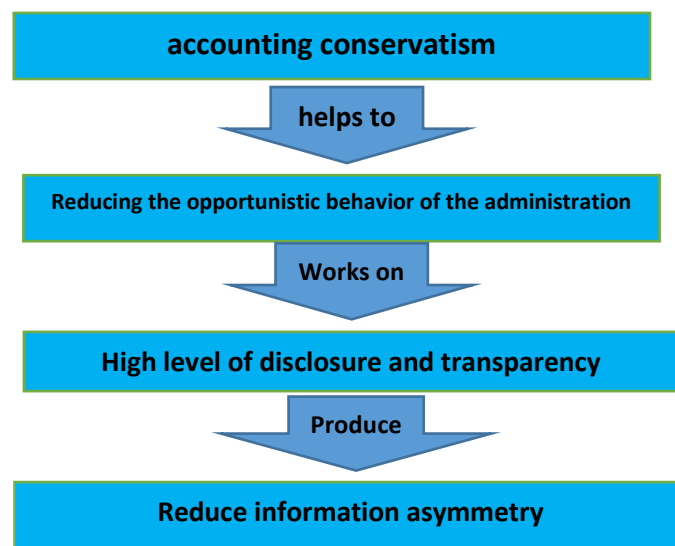 accounting conservatism
helps to
Reducing the opportunistic behavior of the administration
Works on
High level of disclosure and transparency
Produce
Reduce information asymmetry